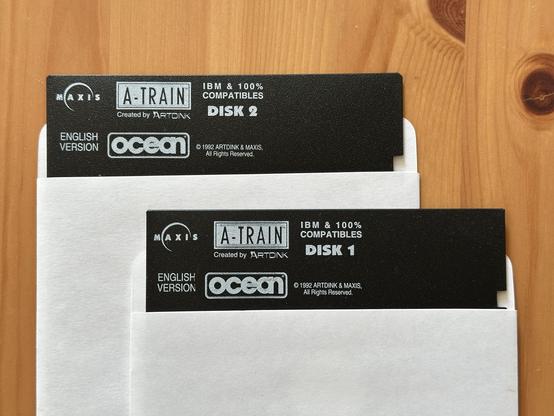 MAXIS
A-TRAIN
Created by ARTDINK
IBM & 100%
COMPATIBLES
DISK 2
ENGLISH
VERSION
ocean
© 1992 ARTDINK & MAXIS,
All Rights Reserved.
MAXIS
A-TRAIN
Created by ARTDINK
IBM & 100%
COMPATIBLES
DISK 1
ENGLISH
VERSION
ocean
© 1992 ARTDINK & MAXIS,
All Rights Reserved.